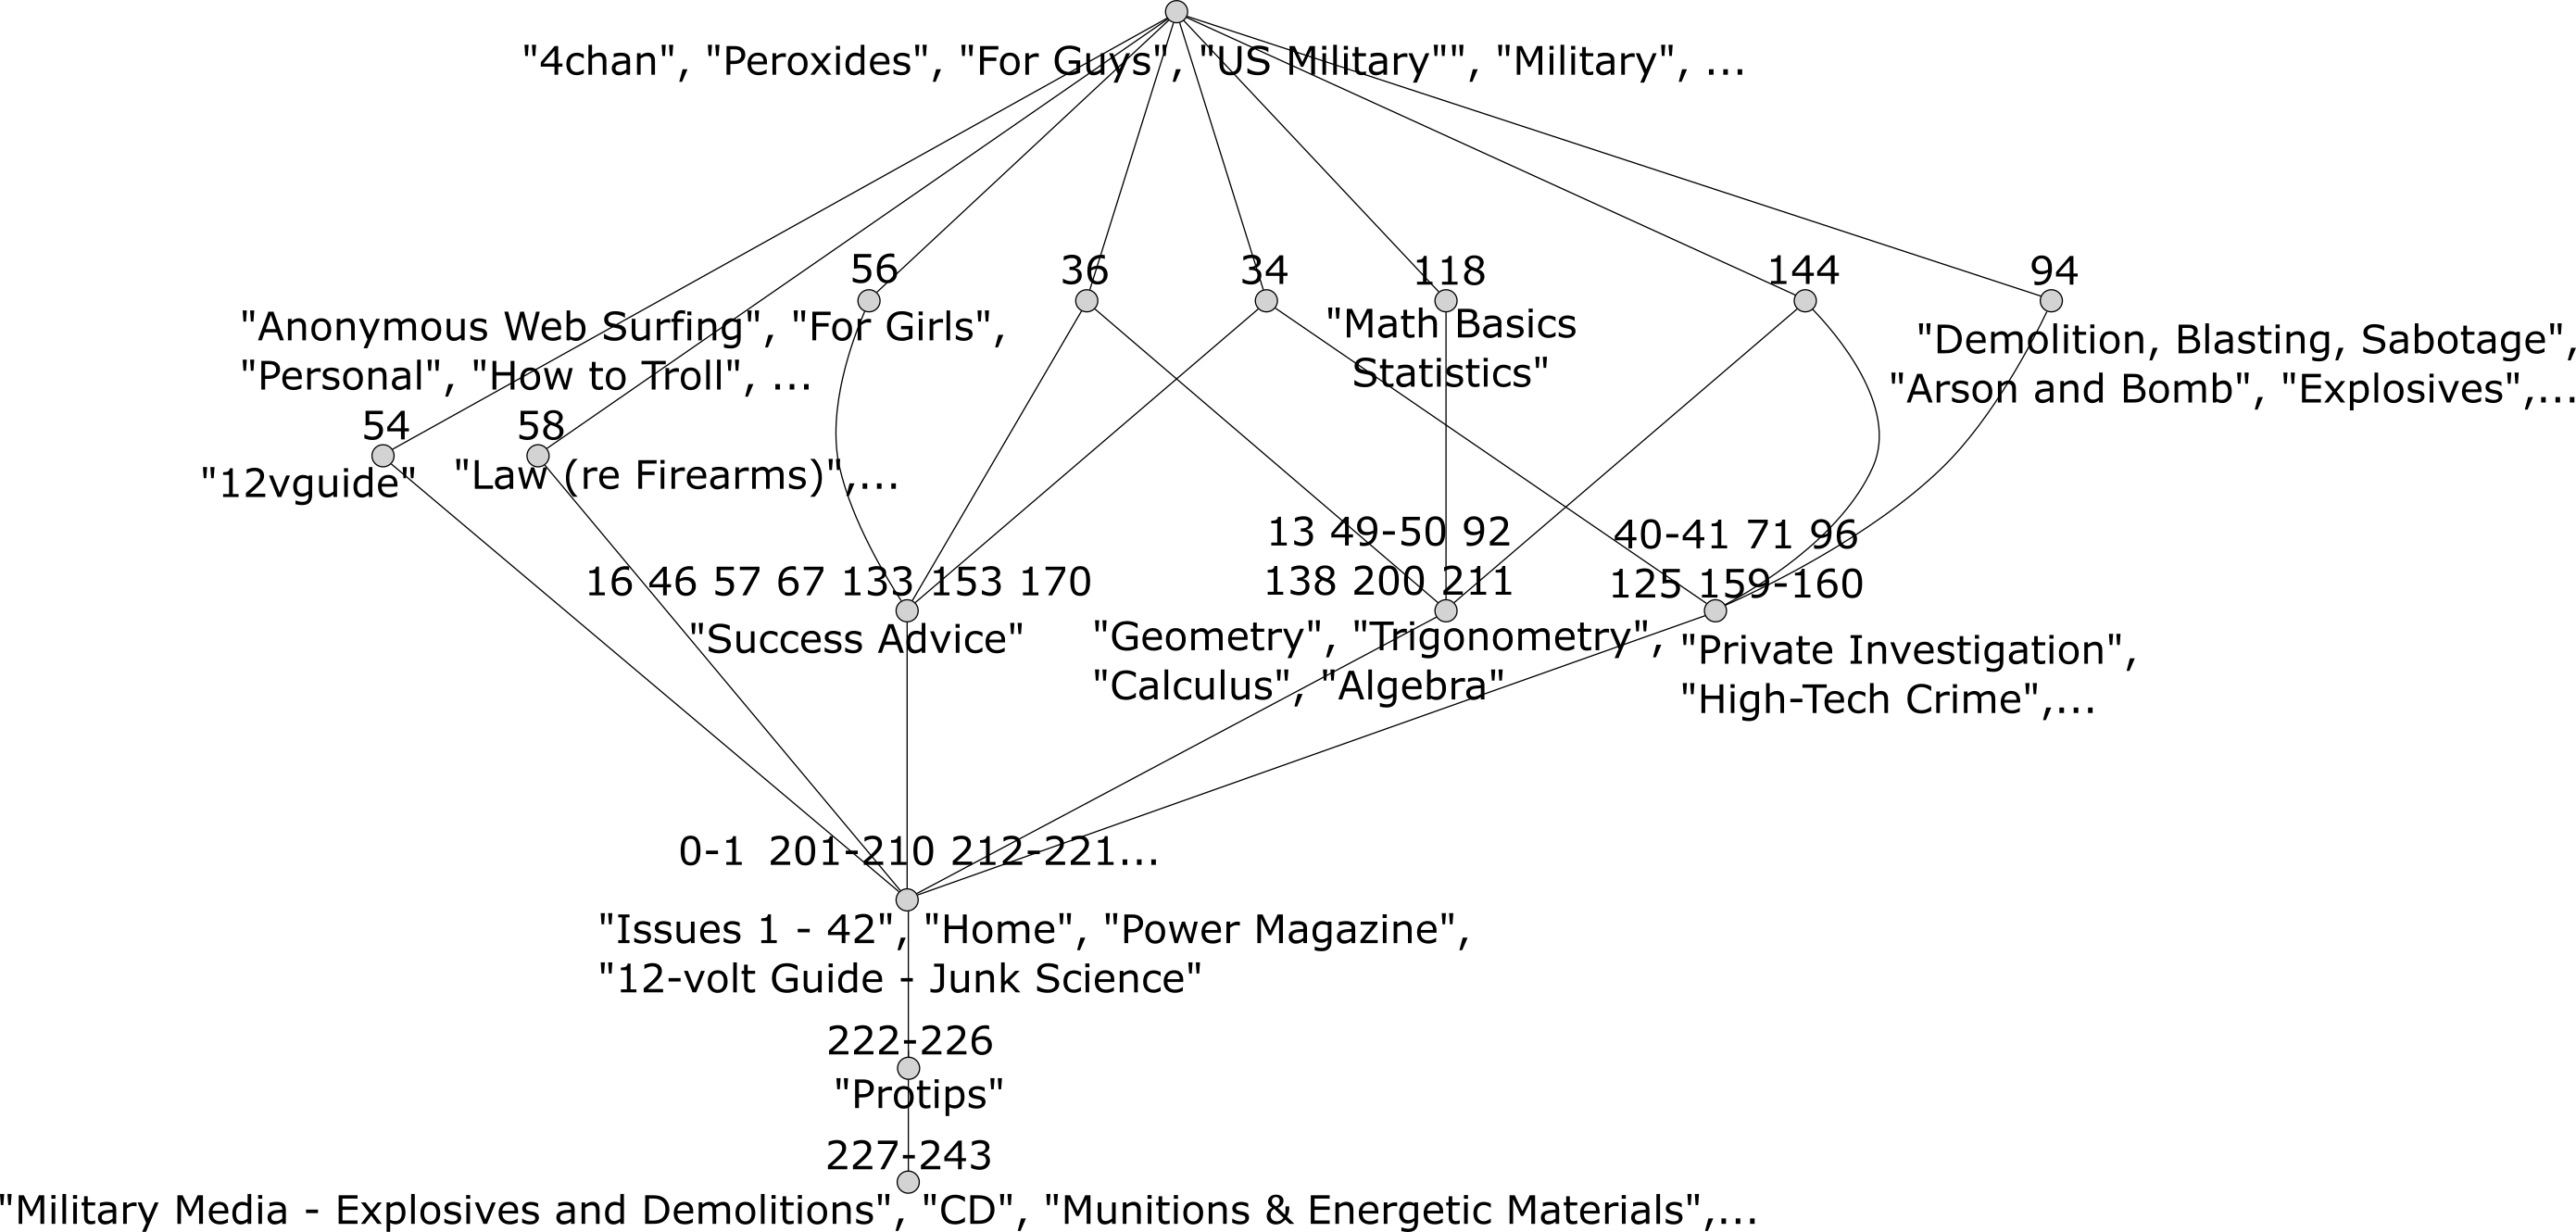 "4chan", "Peroxides", "For Guys", "US Military"", "Military", ...
56
36
34
118
144
94
"Anonymous Web Surfing", "For Girls",
"Personal", "How to Troll", ...
"Math Basics
Statistics"
"Demolition, Blasting, Sabotage",
"Arson and Bomb", "Explosives",...
54
58
"12vguide"
"Law (re Firearms)",...
16 46 57 67 133 153 170
"Success Advice"
13 49-50 92
138 200 211
"Geometry", "Trigonometry",
"Calculus", "Algebra"
40-41 71 96
125 159-160
"Private Investigation",
"High-Tech Crime",...
0-1 201-210 212-221...
"Issues 1 - 42", "Home", "Power Magazine",
"12-volt Guide - Junk Science"
222-226
"Protips"
227-243
"Military Media - Explosives and Demolitions", "CD", "Munitions & Energetic Materials",...